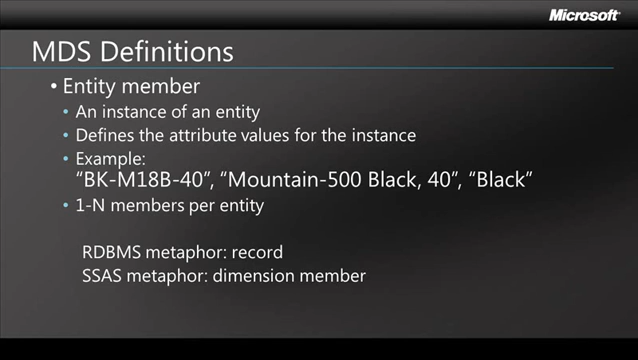 Microsoft
MDS Definitions
• Entity member
• An instance of an entity
• Defines the attribute values for the instance
• Example:
“BK-M18B-40”, “Mountain-500 Black, 40”, “Black”
• 1-N members per entity
RDBMS metaphor: record
SSAS metaphor: dimension member